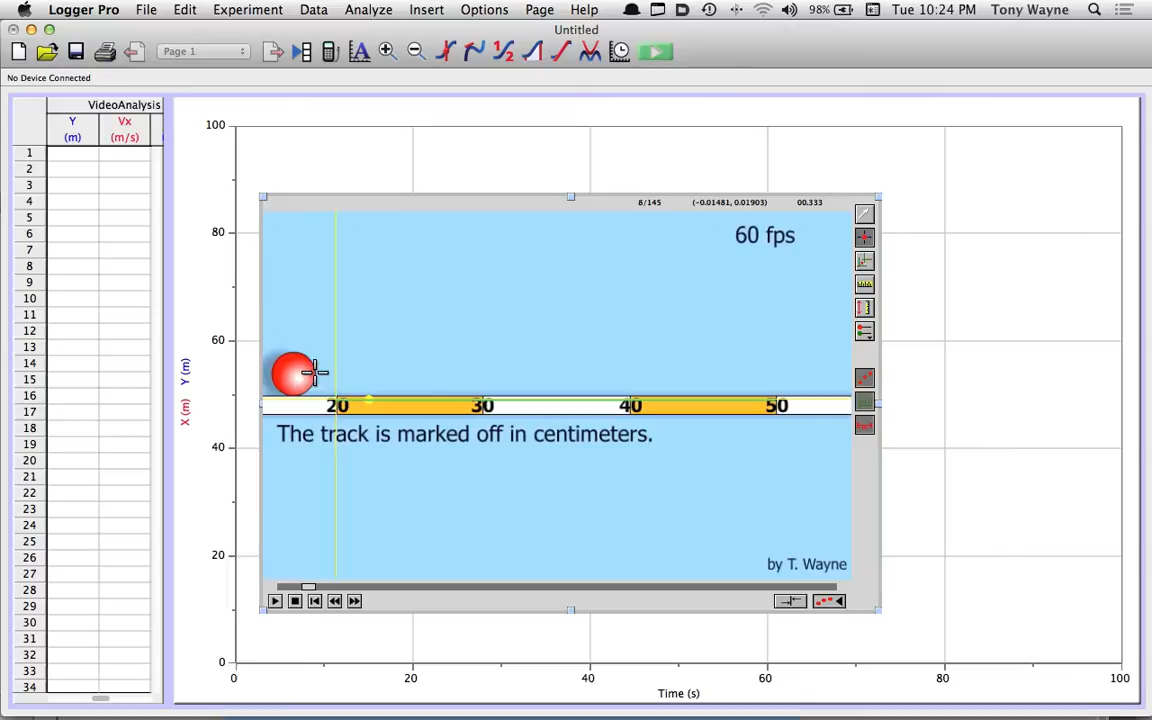 Logger Pro File Edit Experiment Data Analyze Insert Options Page Help 98% Tue 10:24 PM Tony Wayne
Untitled
Page 1
No Device Connected
VideoAnalysis
Y Vx
(m) (m/s)
1
2
3
4
5
6
7
8
9
10
11
12
13
14
15
16
17
18
19
20
21
22
23
24
25
26
27
28
29
30
31
32
33
34
X (m) Y (m)
100
80
60
40
20
0
8/145 (-0.01481, 0.01903) 00.333
60 fps
20 30 40 50
The track is marked off in centimeters.
by T. Wayne
0 20 40 60 80 100
Time (s)